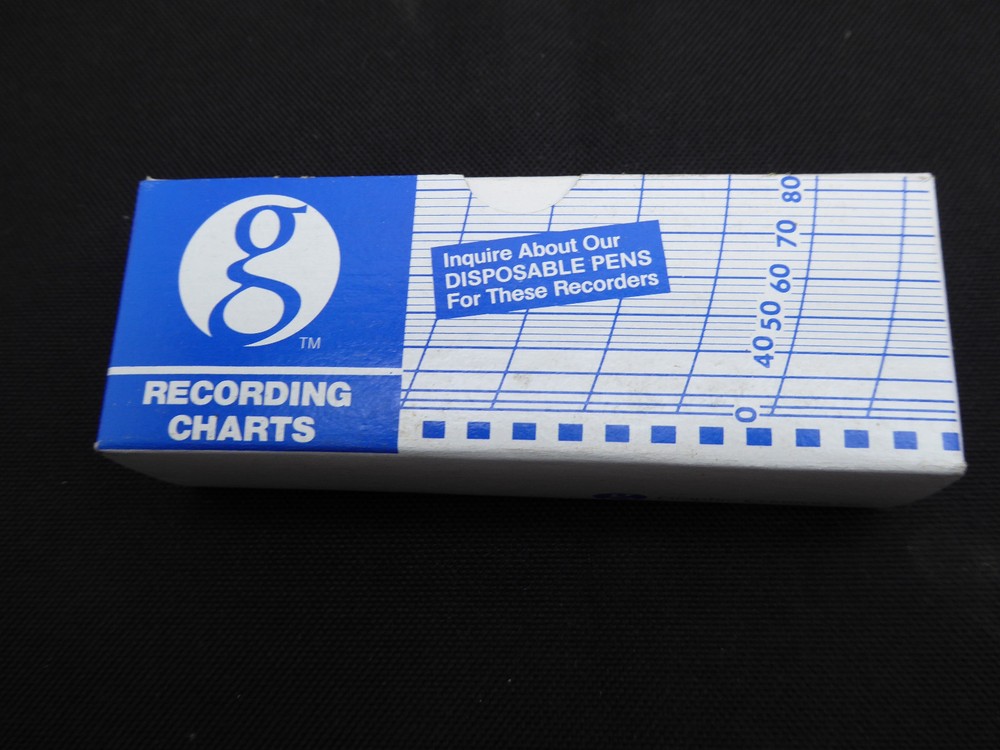 g
TM
RECORDING
CHARTS
Inquire About Our
DISPOSABLE PENS
For These Recorders
80
70
60
50
40
0